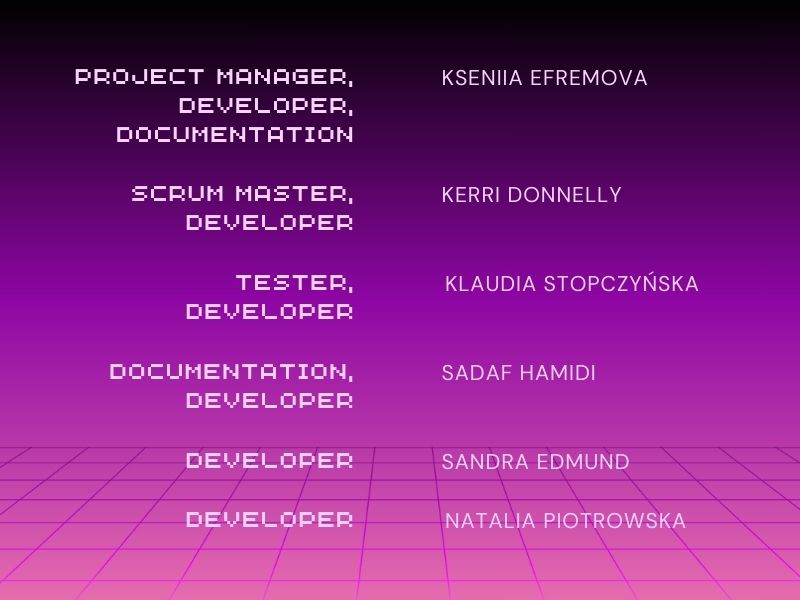 PROJECT MANAGER, KSENIIA EFREMOVA
DEVELOPER,
DOCUMENTATION
SCRUM MASTER, KERRI DONNELLY
DEVELOPER
TESTER, KLAUDIA STOPCZYŃSKA
DEVELOPER
DOCUMENTATION, SADAF HAMIDI
DEVELOPER
DEVELOPER SANDRA EDMUND
DEVELOPER NATALIA PIOTROWSKA